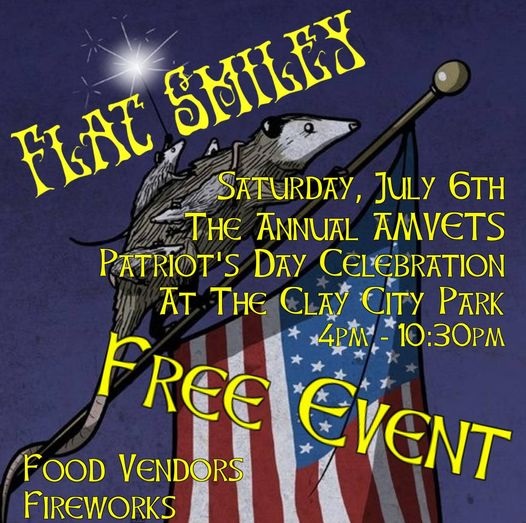 Flat Smiley
Saturday, July 6th
The Annual AMVETS
Patriot's Day Celebration
At The Clay City Park
4pm - 10:30pm
Free Event
Food Vendors
Fireworks